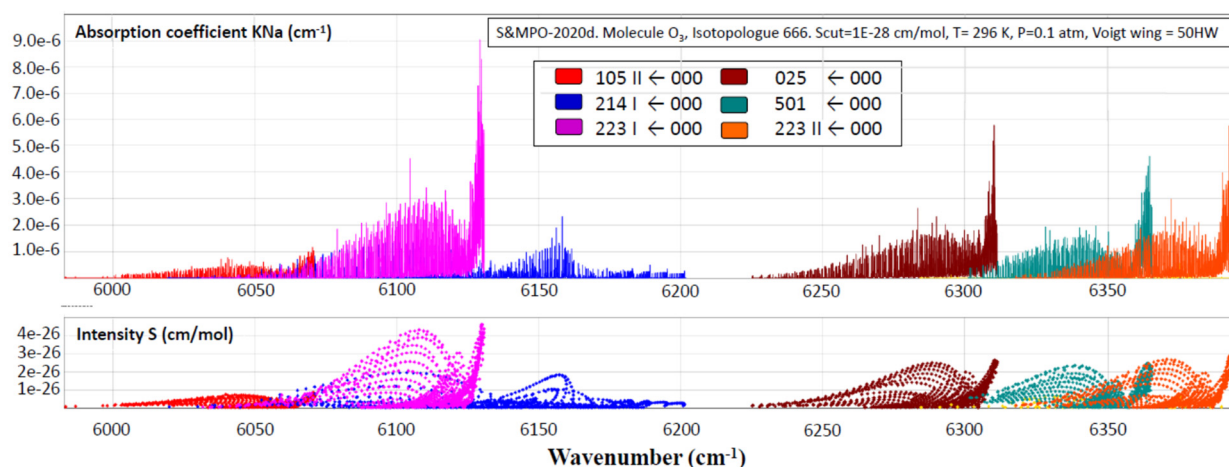 Absorption coefficient KNa (cm⁻¹)
S&MPO-2020d. Molecule O₃, Isotopologue 666. Scut=1E-28 cm/mol, T= 296 K, P=0.1 atm, Voigt wing = 50HW
9.0e-6
8.0e-6
7.0e-6
6.0e-6
5.0e-6
4.0e-6
3.0e-6
2.0e-6
1.0e-6
105 II ← 000 025 ← 000
214 I ← 000 501 ← 000
223 I ← 000 223 II ← 000
6000 6050 6100 6150 6200 6250 6300 6350
Intensity S (cm/mol)
4e-26
3e-26
2e-26
1e-26
6000 6050 6100 6150 6200 6250 6300 6350
Wavenumber (cm⁻¹)